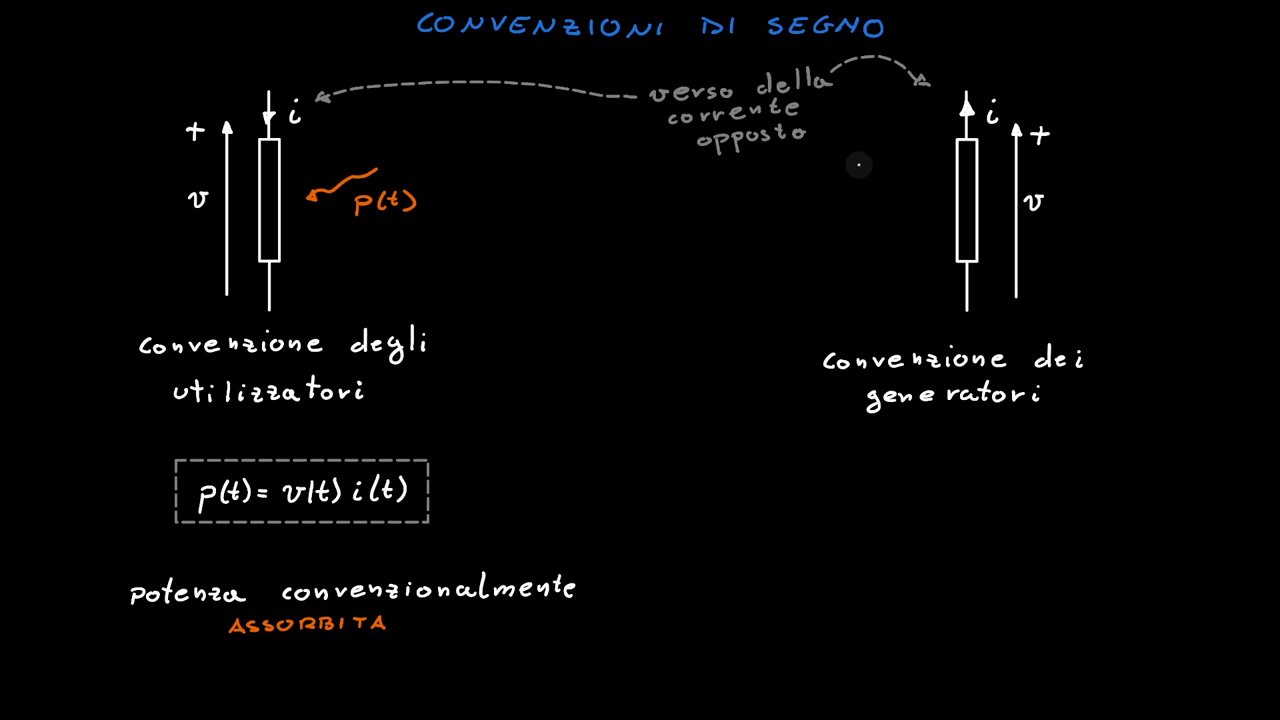 CONVENZIONI DI SEGNO
verso della
corrente
opposto
i
+
v
p(t)
i
+
v
convenzione degli
utilizzatori
convenzione dei
generatori
p(t) = v(t) i(t)
potenza convenzionalmente
ASSORBITA